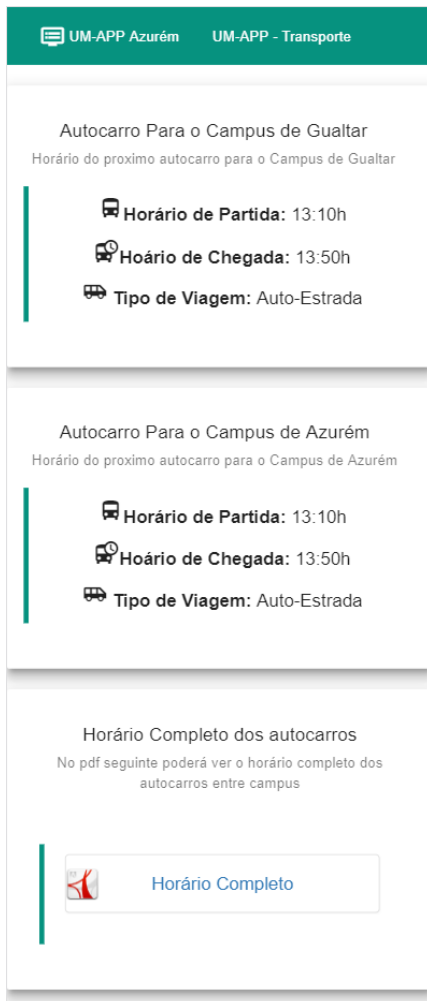 UM-APP Azurém UM-APP - Transporte
Autocarro Para o Campus de Gualtar
Horário do proximo autocarro para o Campus de Gualtar
Horário de Partida: 13:10h
Hoário de Chegada: 13:50h
Tipo de Viagem: Auto-Estrada
Autocarro Para o Campus de Azurém
Horário do proximo autocarro para o Campus de Azurém
Horário de Partida: 13:10h
Hoário de Chegada: 13:50h
Tipo de Viagem: Auto-Estrada
Horário Completo dos autocarros
No pdf seguinte poderá ver o horário completo dos
autocarros entre campus
Horário Completo